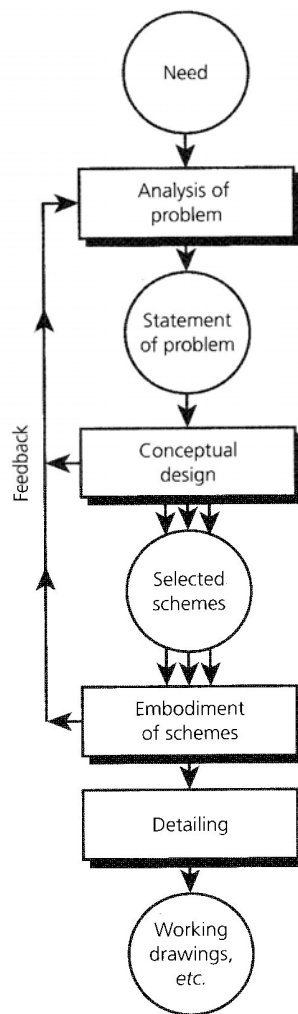 Need
Analysis of
problem
Statement
of problem
Conceptual
design
Feedback
Selected
schemes
Embodiment
of schemes
Detailing
Working
drawings,
etc.